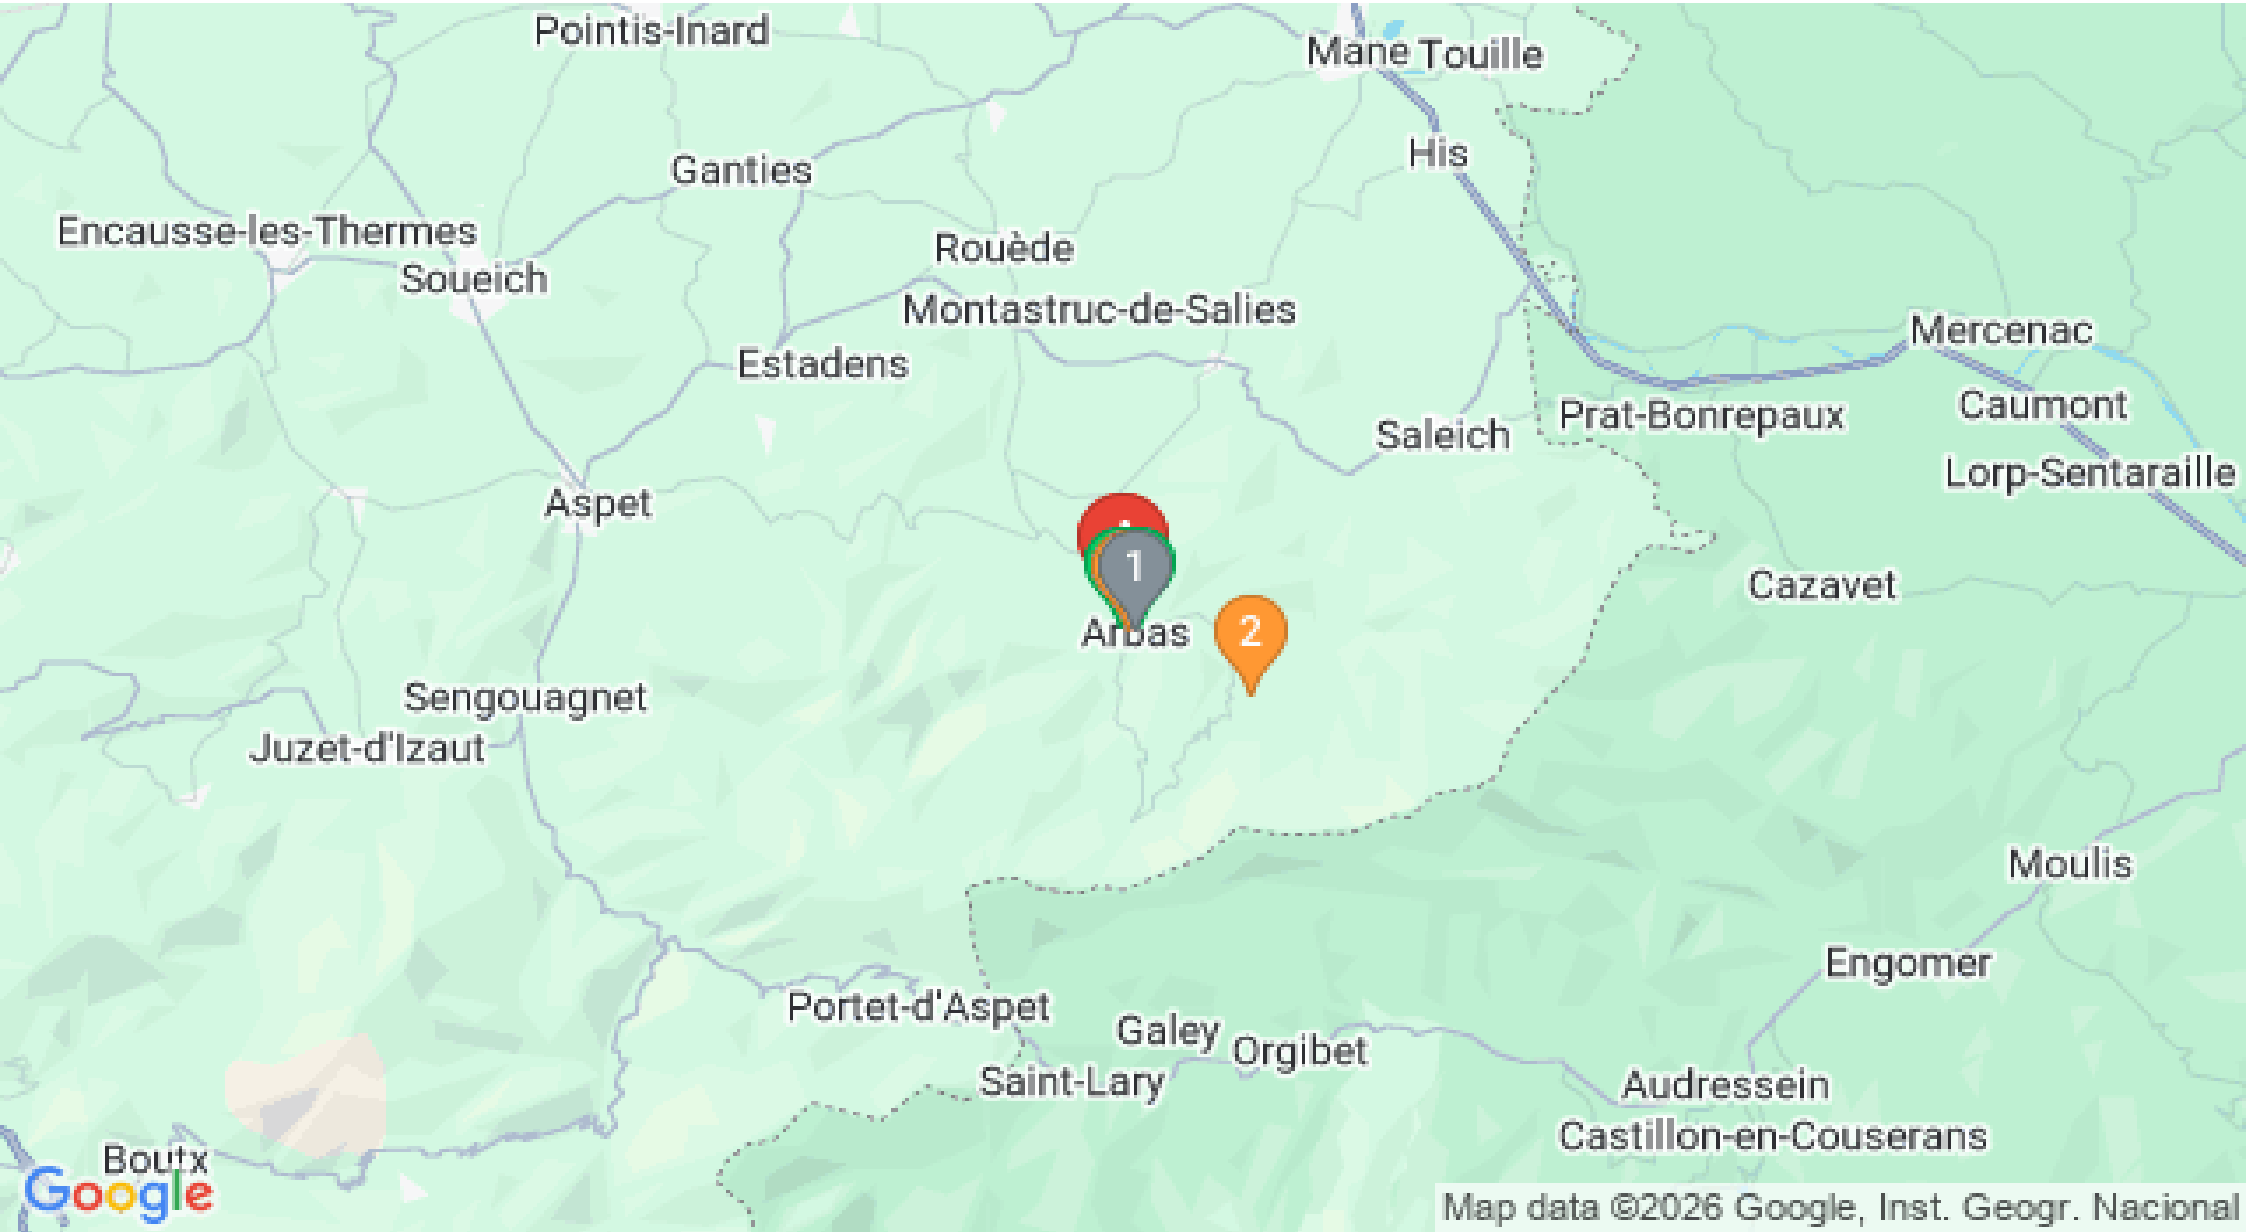 Pointis-Inard
Mane Touille
His
Ganties
Encausse-les-Thermes
Rouède
Soueich
Montastruc-de-Salies
Mercenac
Estadens
Caumont
Prat-Bonrepaux
Saleich
Lorp-Sentaraille
Aspet
1
Cazavet
Arbas
2
Sengouagnet
Juzet-d'Izaut
Moulis
Engomer
Portet-d'Aspet
Galey
Orgibet
Saint-Lary
Audressein
Castillon-en-Couserans
Boutx
Google
Map data ©2026 Google, Inst. Geogr. Nacional